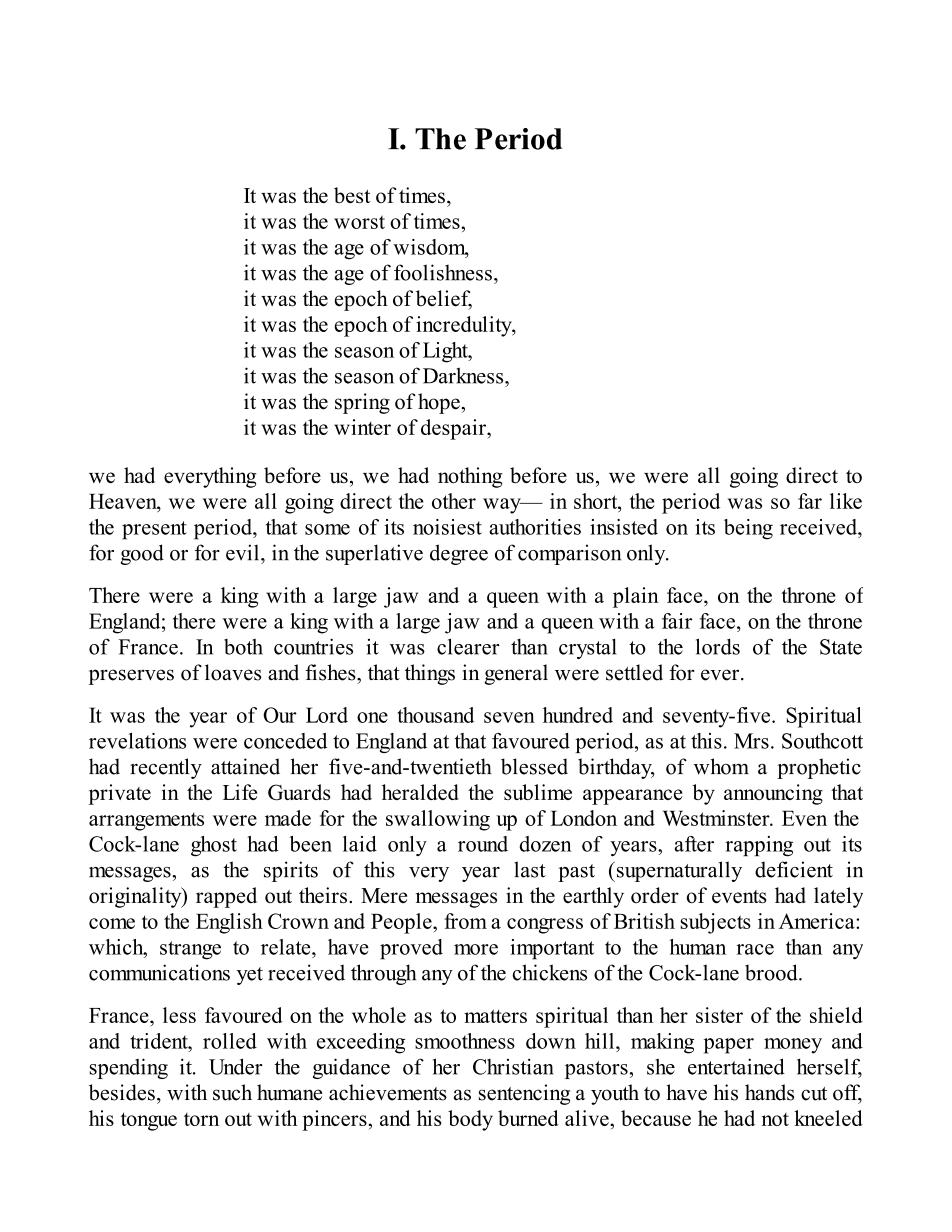 I. The Period
It was the best of times,
it was the worst of times,
it was the age of wisdom,
it was the age of foolishness,
it was the epoch of belief,
it was the epoch of incredulity,
it was the season of Light,
it was the season of Darkness,
it was the spring of hope,
it was the winter of despair,
we had everything before us, we had nothing before us, we were all going direct to
Heaven, we were all going direct the other way— in short, the period was so far like
the present period, that some of its noisiest authorities insisted on its being received,
for good or for evil, in the superlative degree of comparison only.
There were a king with a large jaw and a queen with a plain face, on the throne of
England; there were a king with a large jaw and a queen with a fair face, on the throne
of France. In both countries it was clearer than crystal to the lords of the State
preserves of loaves and fishes, that things in general were settled for ever.
It was the year of Our Lord one thousand seven hundred and seventy-five. Spiritual
revelations were conceded to England at that favoured period, as at this. Mrs. Southcott
had recently attained her five-and-twentieth blessed birthday, of whom a prophetic
private in the Life Guards had heralded the sublime appearance by announcing that
arrangements were made for the swallowing up of London and Westminster. Even the
Cock-lane ghost had been laid only a round dozen of years, after rapping out its
messages, as the spirits of this very year last past (supernaturally deficient in
originality) rapped out theirs. Mere messages in the earthly order of events had lately
come to the English Crown and People, from a congress of British subjects in America:
which, strange to relate, have proved more important to the human race than any
communications yet received through any of the chickens of the Cock-lane brood.
France, less favoured on the whole as to matters spiritual than her sister of the shield
and trident, rolled with exceeding smoothness down hill, making paper money and
spending it. Under the guidance of her Christian pastors, she entertained herself,
besides, with such humane achievements as sentencing a youth to have his hands cut off,
his tongue torn out with pincers, and his body burned alive, because he had not kneeled